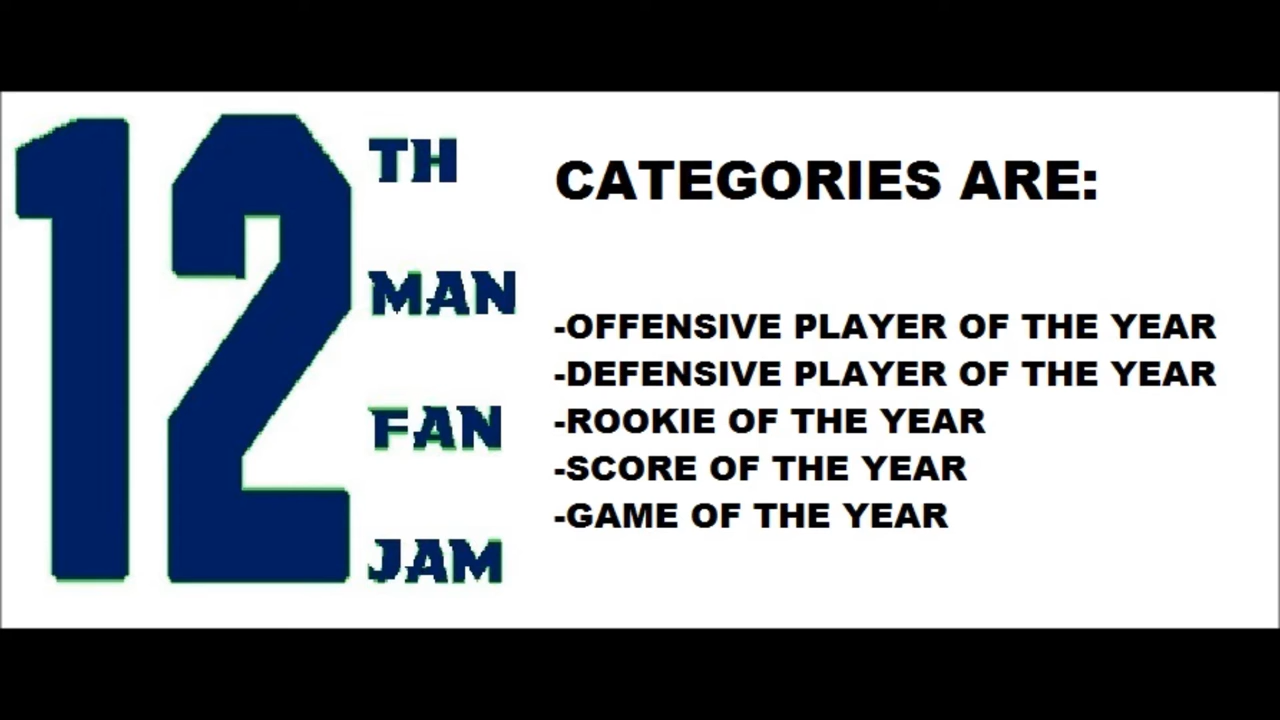 12
TH
MAN
FAN
JAM
CATEGORIES ARE:
-OFFENSIVE PLAYER OF THE YEAR
-DEFENSIVE PLAYER OF THE YEAR
-ROOKIE OF THE YEAR
-SCORE OF THE YEAR
-GAME OF THE YEAR